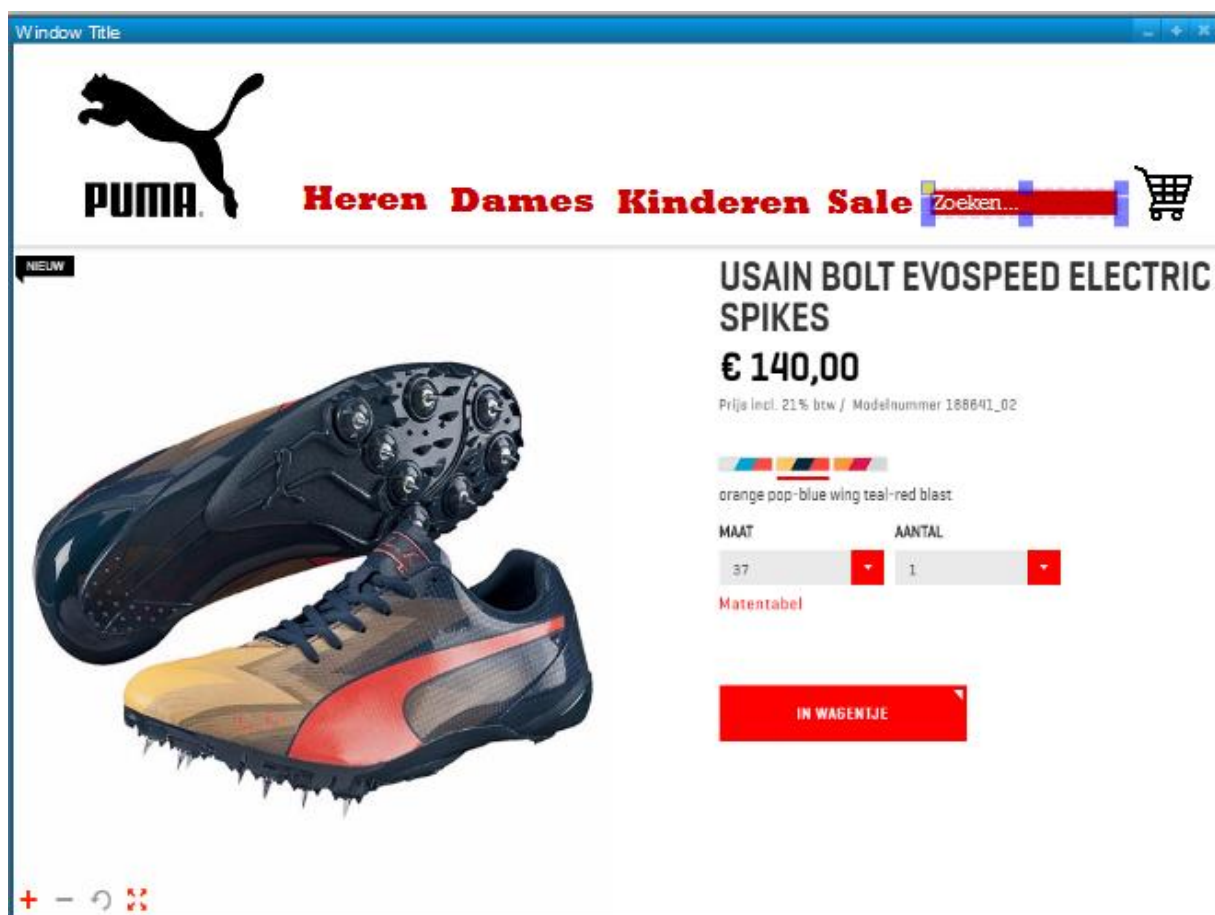 Window Title
PUMA
Heren Dames Kinderen Sale Zoeken...
NIEUW
USAIN BOLT EVOSPEED ELECTRIC
SPIKES
€ 140,00
Prijs incl. 21% btw / Modelnummer 188641_02
orange pop-blue wing teal-red blast
MAAT AANTAL
37 1
Matentabel
IN WAGENTJE